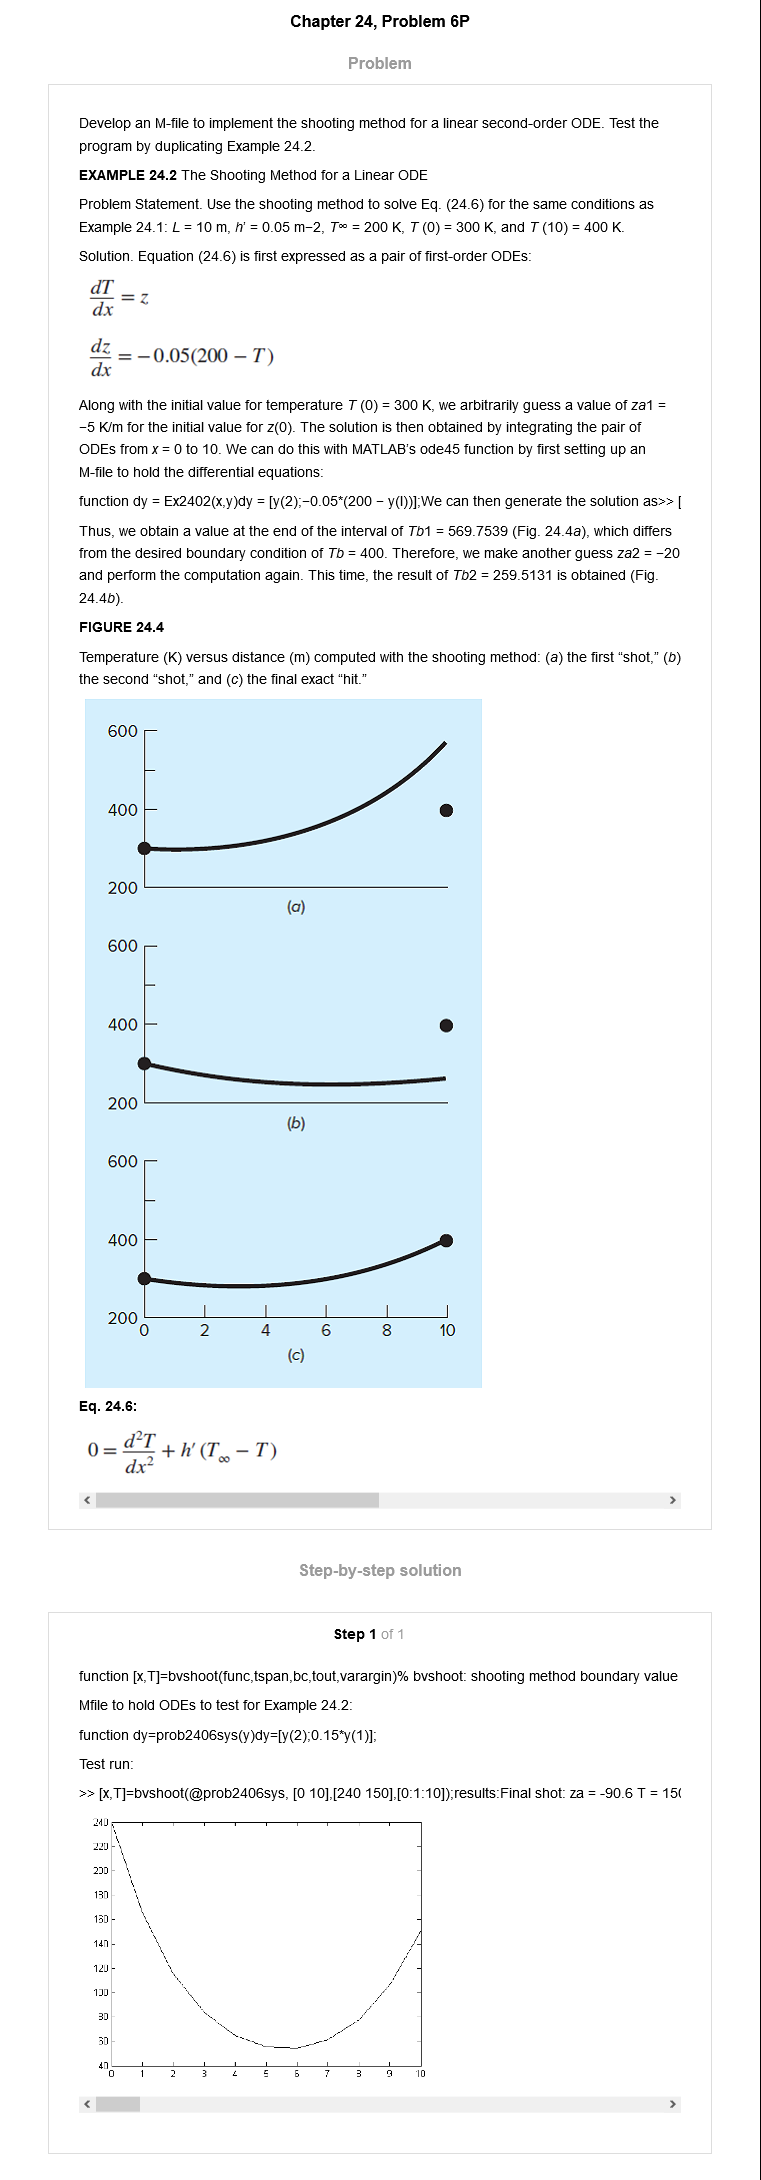 Chapter 24, Problem 6P
Problem
Develop an M-file to implement the shooting method for a linear second-order ODE. Test the
program by duplicating Example 24.2.
EXAMPLE 24.2 The Shooting Method for a Linear ODE
Problem Statement. Use the shooting method to solve Eq. (24.6) for the same conditions as
Example 24.1: L = 10 m, h′ = 0.05 m−2, T∞ = 200 K, T (0) = 300 K, and T (10) = 400 K.
Solution. Equation (24.6) is first expressed as a pair of first-order ODEs:
dT/dx = z
dz/dx = −0.05(200 − T)
Along with the initial value for temperature T (0) = 300 K, we arbitrarily guess a value of za1 =
−5 K/m for the initial value for z(0). The solution is then obtained by integrating the pair of
ODEs from x = 0 to 10. We can do this with MATLAB's ode45 function by first setting up an
M-file to hold the differential equations:
function dy = Ex2402(x,y)dy = [y(2);−0.05*(200 − y(l))];We can then generate the solution as>> [
Thus, we obtain a value at the end of the interval of Tb1 = 569.7539 (Fig. 24.4a), which differs
from the desired boundary condition of Tb = 400. Therefore, we make another guess za2 = −20
and perform the computation again. This time, the result of Tb2 = 259.5131 is obtained (Fig.
24.4b).
FIGURE 24.4
Temperature (K) versus distance (m) computed with the shooting method: (a) the first “shot,” (b)
the second “shot,” and (c) the final exact “hit.”
600
400
200
(a)
600
400
200
(b)
600
400
200
0 2 4 6 8 10
(c)
Eq. 24.6:
0 = d²T/dx² + h′ (T∞ − T)
Step-by-step solution
Step 1 of 1
function [x,T]=bvshoot(func,tspan,bc,tout,varargin)% bvshoot: shooting method boundary value
Mfile to hold ODEs to test for Example 24.2:
function dy=prob2406sys(y)dy=[y(2);0.15*y(1)];
Test run:
>> [x,T]=bvshoot(@prob2406sys, [0 10],[240 150],[0:1:10]);results:Final shot: za = -90.6 T = 150
240
220
200
180
160
140
120
100
80
60
40
0 1 2 3 4 5 6 7 8 9 10